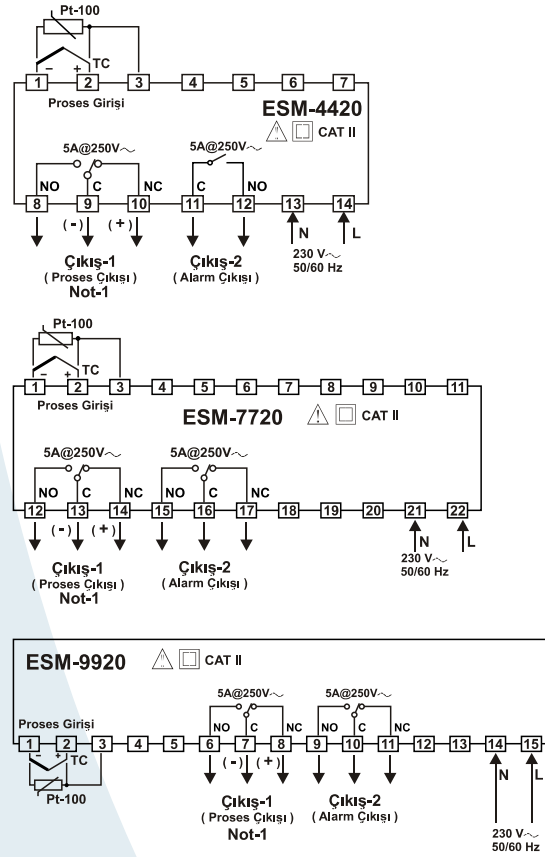 Pt-100
TC
− +
1 2 3 4 5 6 7
Proses Girişi
ESM-4420
CAT II
5A@250V~ 5A@250V~
NO C NC C NO
8 9 10 11 12 13 14
(-) (+) N L
230 V~
50/60 Hz
Çıkış-1
( Proses Çıkışı )
Not-1
Çıkış-2
( Alarm Çıkışı )
Pt-100
TC
− +
1 2 3 4 5 6 7 8 9 10 11
Proses Girişi
ESM-7720
CAT II
5A@250V~ 5A@250V~
NO C NC NO C NC
12 13 14 15 16 17 18 19 20 21 22
(-) (+) N L
230 V~
50/60 Hz
Çıkış-1
( Proses Çıkışı )
Not-1
Çıkış-2
( Alarm Çıkışı )
ESM-9920
CAT II
5A@250V~ 5A@250V~
Proses Girişi
NO C NC NO C NC
1 2 3 4 5 6 7 8 9 10 11 12 13 14 15
− +
TC
Pt-100
(-) (+) N L
Çıkış-1
( Proses Çıkışı )
Not-1
Çıkış-2
( Alarm Çıkışı )
230 V~
50/60 Hz